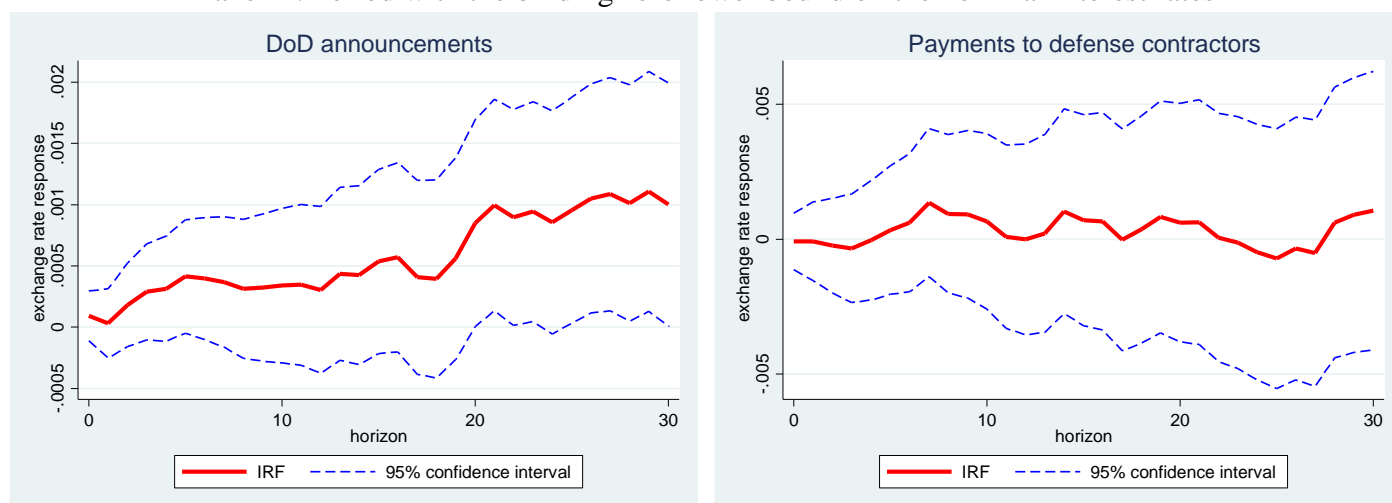 DoD announcements
exchange rate response
-.0005 0 .0005 .001 .0015 .002
0 10 20 30
horizon
IRF 95% confidence interval
Payments to defense contractors
exchange rate response
-.005 0 .005
0 10 20 30
horizon
IRF 95% confidence interval